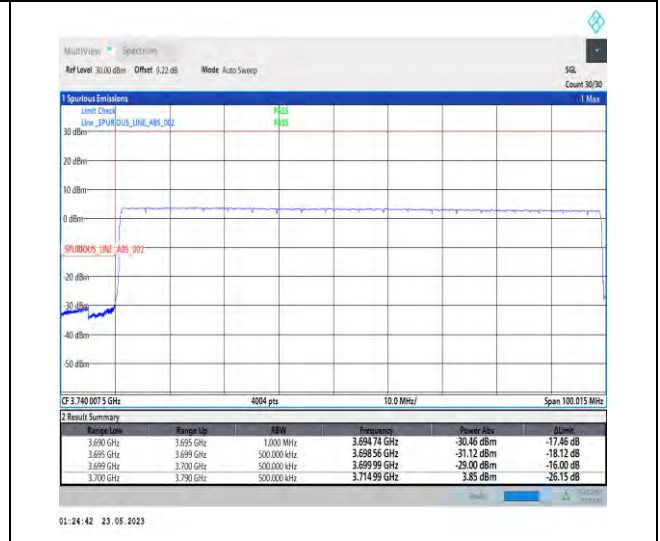 MultiView Spectrum
Ref Level 30.00 dBm Offset 9.22 dB Mode Auto Sweep SGL
Count 30/30
1 Spurious Emissions 1 Max
Limit Check PASS
Line _SPURIOUS_LINE_ABS_002 PASS
30 dBm
20 dBm
10 dBm
0 dBm
SPURIOUS_LINE_ABS_002
-20 dBm
-30 dBm
-40 dBm
-50 dBm
CF 3.740 007 5 GHz 4004 pts 10.0 MHz/ Span 100.015 MHz
2 Result Summary
Range Low Range Up RBW Frequency Power Abs ΔLimit
3.690 GHz 3.695 GHz 1.000 MHz 3.694 74 GHz -30.46 dBm -17.46 dB
3.695 GHz 3.699 GHz 500.000 kHz 3.698 56 GHz -31.12 dBm -18.12 dB
3.699 GHz 3.700 GHz 500.000 kHz 3.699 99 GHz -29.00 dBm -16.00 dB
3.700 GHz 3.790 GHz 500.000 kHz 3.714 99 GHz 3.85 dBm -26.15 dB
01:24:42 23.05.2023